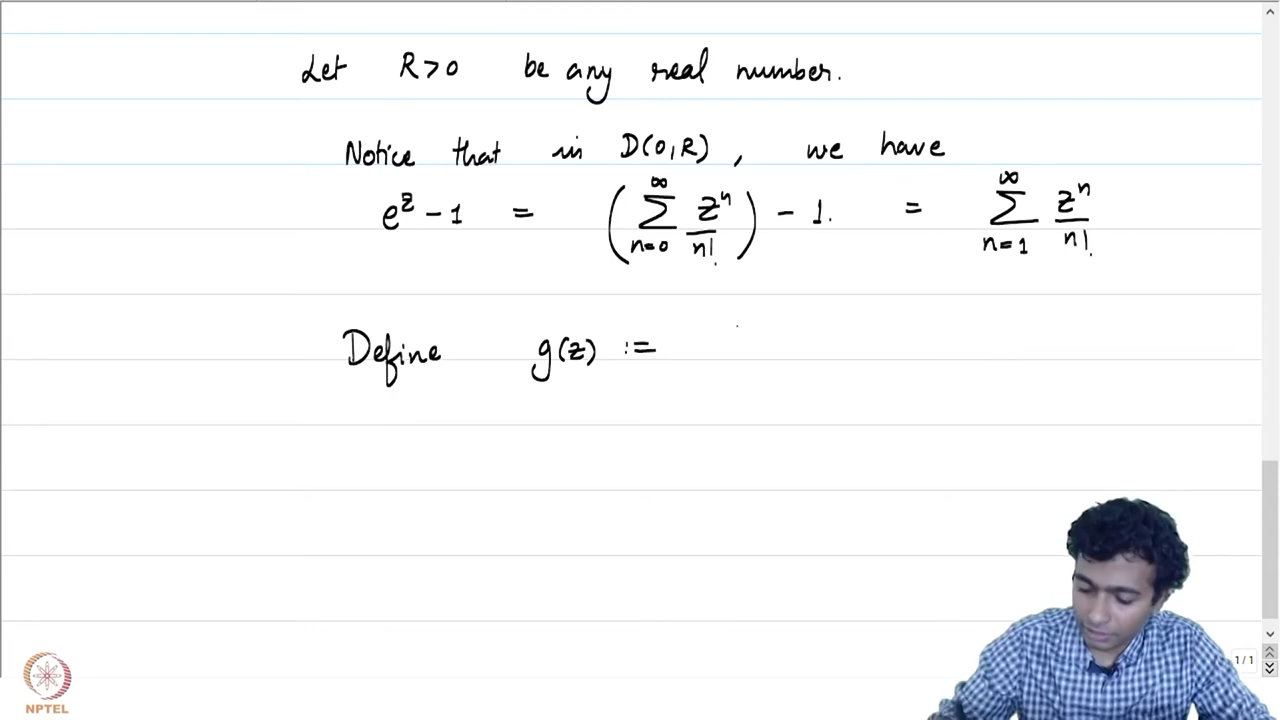 Let R>0 be any real number.
Notice that in D(0,R), we have
e^z - 1 = (∑_{n=0}^{∞} z^n/n!) - 1. = ∑_{n=1}^{∞} z^n/n!
Define g(z) :=
1/1
NPTEL